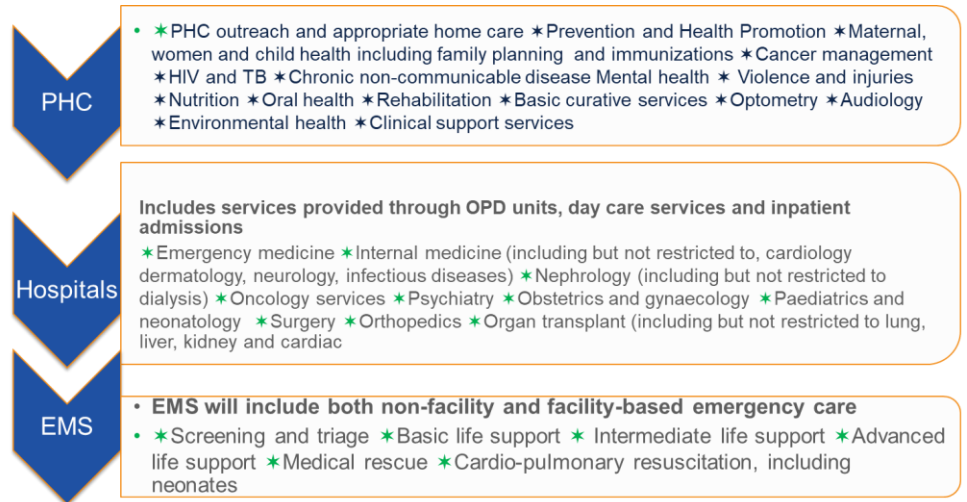 PHC
• ✶PHC outreach and appropriate home care ✶Prevention and Health Promotion ✶Maternal,
women and child health including family planning and immunizations ✶Cancer management
✶HIV and TB ✶Chronic non-communicable disease Mental health ✶ Violence and injuries
✶Nutrition ✶Oral health ✶Rehabilitation ✶Basic curative services ✶Optometry ✶Audiology
✶Environmental health ✶Clinical support services
Hospitals
Includes services provided through OPD units, day care services and inpatient
admissions
✶Emergency medicine ✶Internal medicine (including but not restricted to, cardiology
dermatology, neurology, infectious diseases) ✶Nephrology (including but not restricted to
dialysis) ✶Oncology services ✶Psychiatry ✶Obstetrics and gynaecology ✶Paediatrics and
neonatology ✶Surgery ✶Orthopedics ✶Organ transplant (including but not restricted to lung,
liver, kidney and cardiac
EMS
• EMS will include both non-facility and facility-based emergency care
• ✶Screening and triage ✶Basic life support ✶ Intermediate life support ✶Advanced
life support ✶Medical rescue ✶Cardio-pulmonary resuscitation, including
neonates